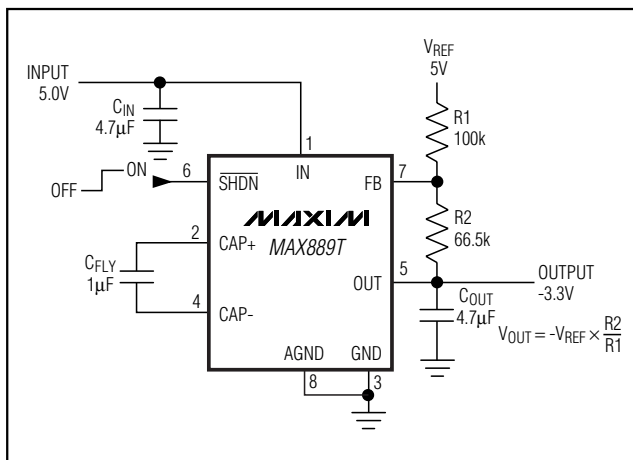 VREF
5V
INPUT
5.0V
CIN
4.7µF
R1
100k
1
IN
OFF
ON
6
SHDN
FB
7
MAXIM
MAX889T
R2
66.5k
2
CAP+
CFLY
1µF
4
CAP-
OUT
5
OUTPUT
-3.3V
COUT
4.7µF
VOUT = -VREF × R2
R1
AGND
GND
8
3